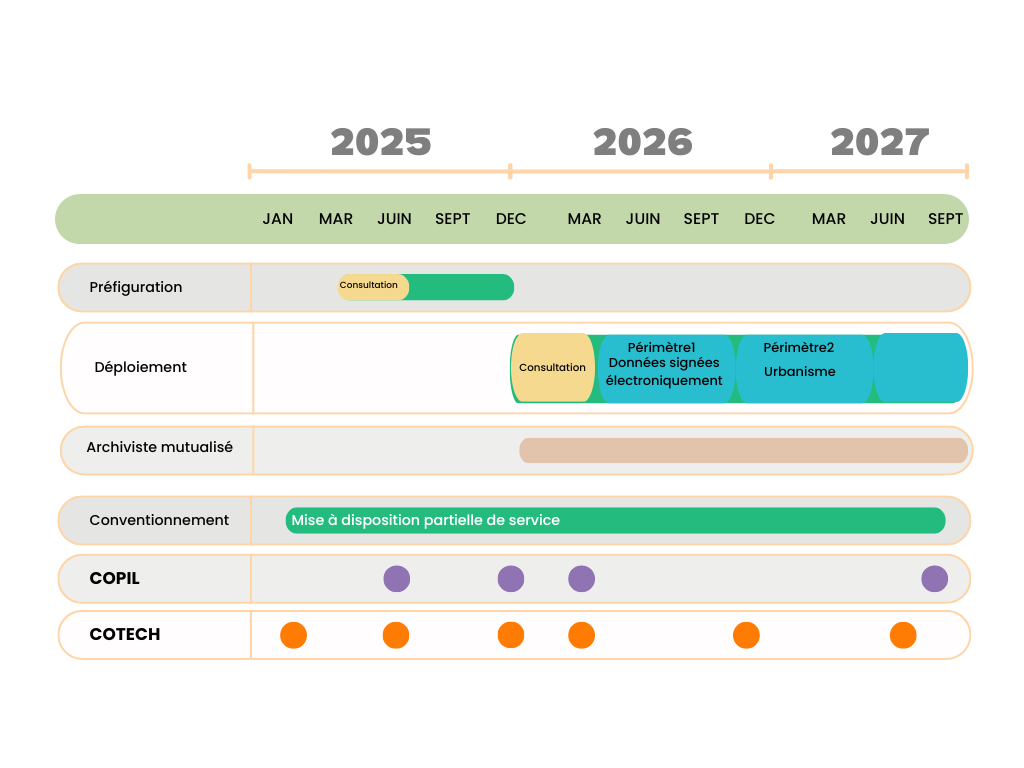 2025 2026 2027
JAN MAR JUIN SEPT DEC MAR JUIN SEPT DEC MAR JUIN SEPT
Préfiguration
Consultation
Déploiement
Consultation
Périmètre1
Données signées
électroniquement
Périmètre2
Urbanisme
Archiviste mutualisé
Conventionnement
Mise à disposition partielle de service
COPIL
COTECH